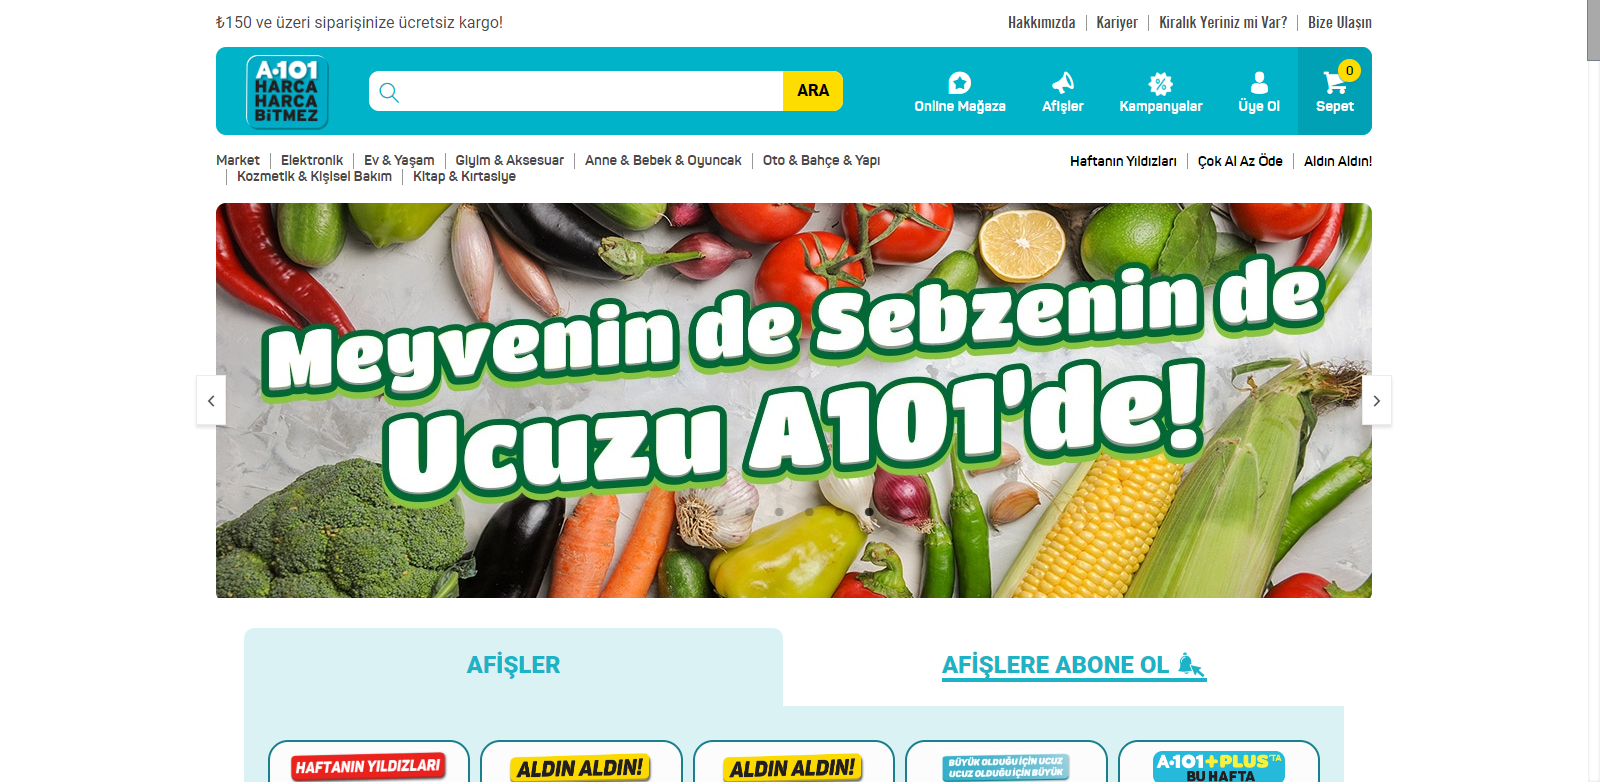 ₺150 ve üzeri siparişinize ücretsiz kargo!
Hakkımızda
Kariyer
Kiralık Yeriniz mi Var?
Bize Ulaşın
A·101
HARCA
HARCA
BiTMEZ
ARA
Online Mağaza
Afişler
Kampanyalar
Üye Ol
0
Sepet
Market
Elektronik
Ev & Yaşam
Giyim & Aksesuar
Anne & Bebek & Oyuncak
Oto & Bahçe & Yapı
Kozmetik & Kişisel Bakım
Kitap & Kırtasiye
Haftanın Yıldızları
Çok Al Az Öde
Aldın Aldın!
Meyvenin de Sebzenin de
Ucuzu A101'de!
AFİŞLER
AFİŞLERE ABONE OL
HAFTANIN YILDIZLARI
ALDIN ALDIN!
ALDIN ALDIN!
BÜYÜK OLDUĞU İÇİN UCUZ
UCUZ OLDUĞU İÇİN BÜYÜK
A·101+PLUS'TA
BU HAFTA